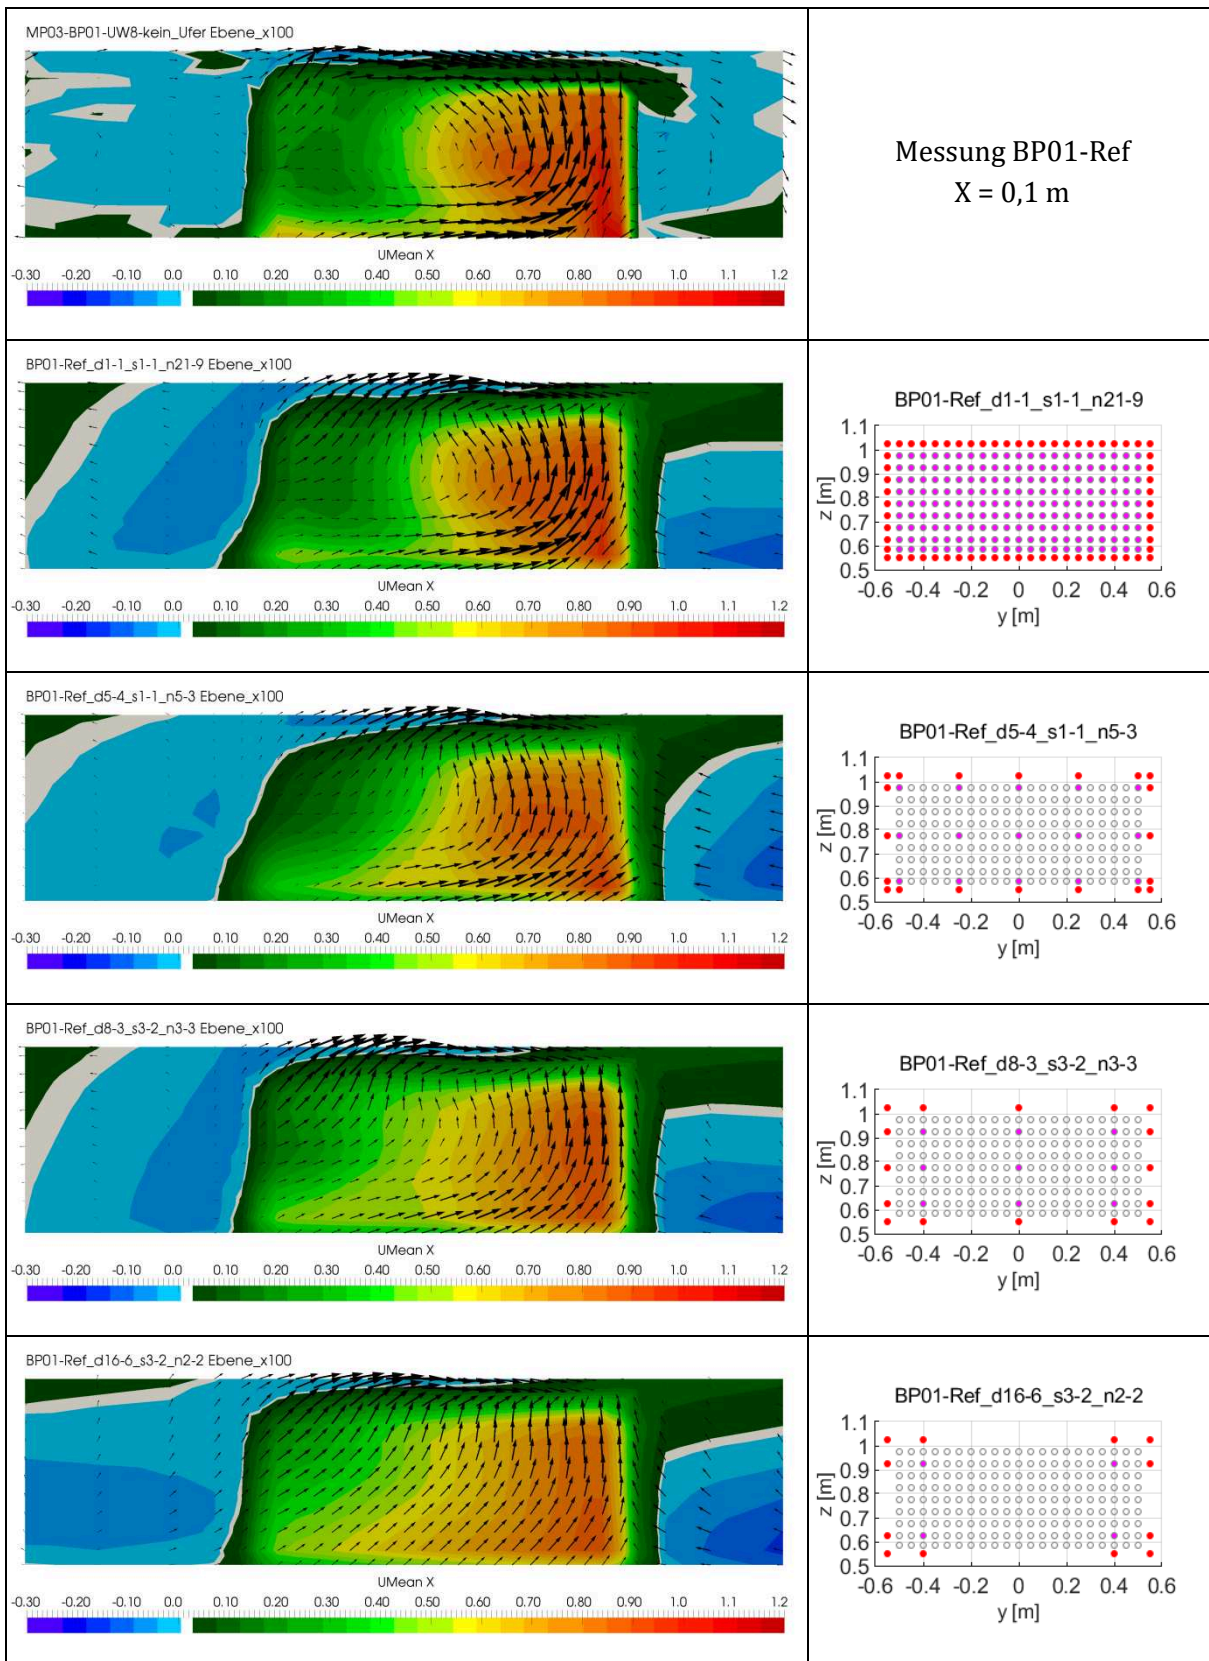 MP03-BP01-UW8-kein_Ufer Ebene_x100
UMean X
-0.30 -0.20 -0.10 0.0 0.20 0.30 0.40 0.50 0.60 0.70 0.80 0.90 1.0 1.1 1.2
Messung BP01-Ref
X = 0,1 m
BP01-Ref_d1-1_s1-1_n21-9 Ebene_x100
UMean X
-0.30 -0.20 -0.10 0.0 0.20 0.30 0.40 0.50 0.60 0.70 0.80 0.90 1.0 1.1 1.2
BP01-Ref_d1-1_s1-1_n21-9
1.1
1
0.9
0.8
0.7
0.6
0.5
z [m]
-0.6 -0.4 -0.2 0 0.2 0.4 0.6
y [m]
BP01-Ref_d5-4_s1-1_n5-3 Ebene_x100
UMean X
-0.30 -0.20 -0.10 0.0 0.20 0.30 0.40 0.50 0.60 0.70 0.80 0.90 1.0 1.1 1.2
BP01-Ref_d5-4_s1-1_n5-3
1.1
1
0.9
0.8
0.7
0.6
0.5
z [m]
-0.6 -0.4 -0.2 0 0.2 0.4 0.6
y [m]
BP01-Ref_d8-3_s3-2_n3-3 Ebene_x100
UMean X
-0.30 -0.20 -0.10 0.0 0.20 0.30 0.40 0.50 0.60 0.70 0.80 0.90 1.0 1.1 1.2
BP01-Ref_d8-3_s3-2_n3-3
1.1
1
0.9
0.8
0.7
0.6
0.5
z [m]
-0.6 -0.4 -0.2 0 0.2 0.4 0.6
y [m]
BP01-Ref_d16-6_s3-2_n2-2 Ebene_x100
UMean X
-0.30 -0.20 -0.10 0.0 0.20 0.30 0.40 0.50 0.60 0.70 0.80 0.90 1.0 1.1 1.2
BP01-Ref_d16-6_s3-2_n2-2
1.1
1
0.9
0.8
0.7
0.6
0.5
z [m]
-0.6 -0.4 -0.2 0 0.2 0.4 0.6
y [m]